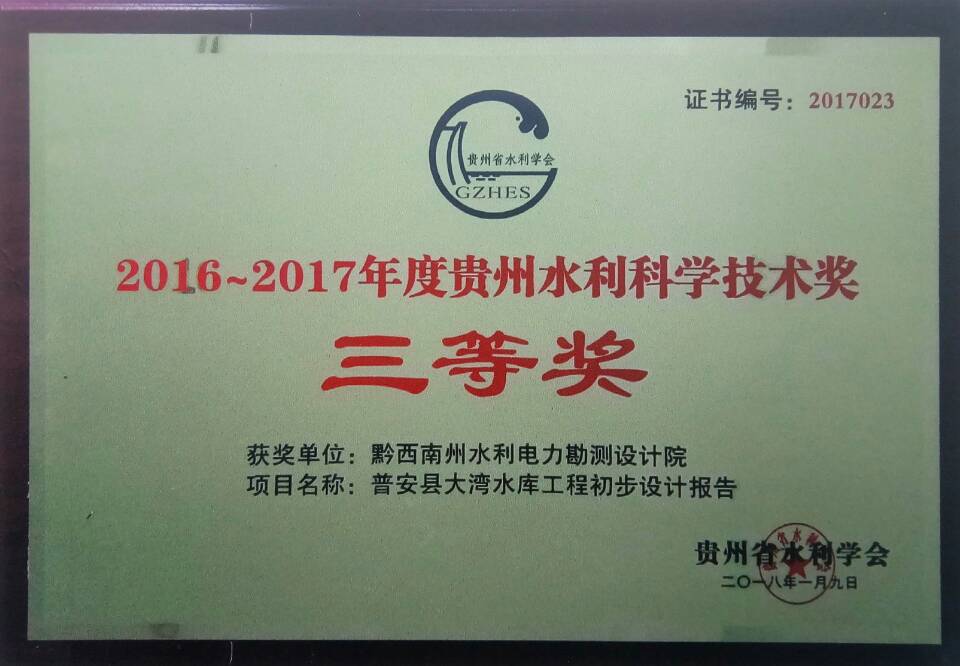 证书编号：2017023
贵州省水利学会
GZHES
2016~2017年度贵州水利科学技术奖
三等奖
获奖单位：黔西南州水利电力勘测设计院
项目名称：普安县大湾水库工程初步设计报告
贵州省水利学会
二〇一八年一月九日